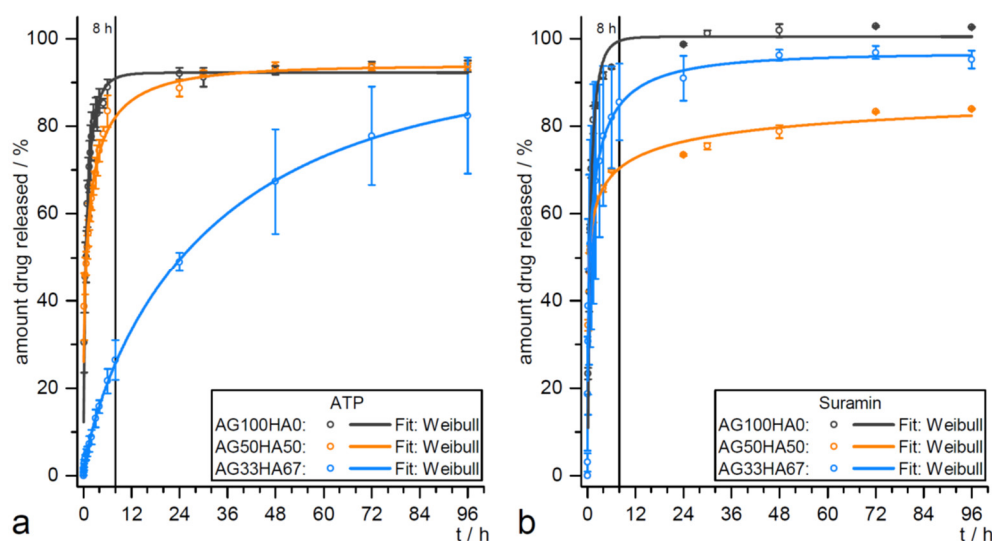 8 h
100
80
60
40
20
0
amount drug released / %
ATP
AG100HA0: Fit: Weibull
AG50HA50: Fit: Weibull
AG33HA67: Fit: Weibull
0 12 24 36 48 60 72 84 96
t / h
a
8 h
100
80
60
40
20
0
amount drug released / %
Suramin
AG100HA0: Fit: Weibull
AG50HA50: Fit: Weibull
AG33HA67: Fit: Weibull
0 12 24 36 48 60 72 84 96
t / h
b